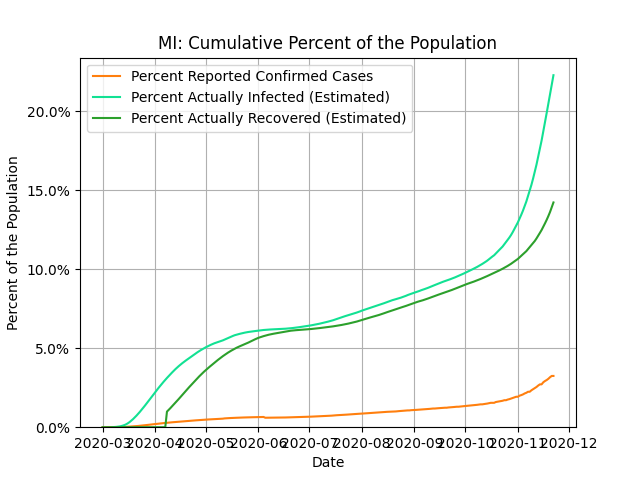 MI: Cumulative Percent of the Population
Percent Reported Confirmed Cases
Percent Actually Infected (Estimated)
Percent Actually Recovered (Estimated)
Percent of the Population
20.0%
15.0%
10.0%
5.0%
0.0%
2020-03 2020-04 2020-05 2020-06 2020-07 2020-08 2020-09 2020-10 2020-11 2020-12
Date